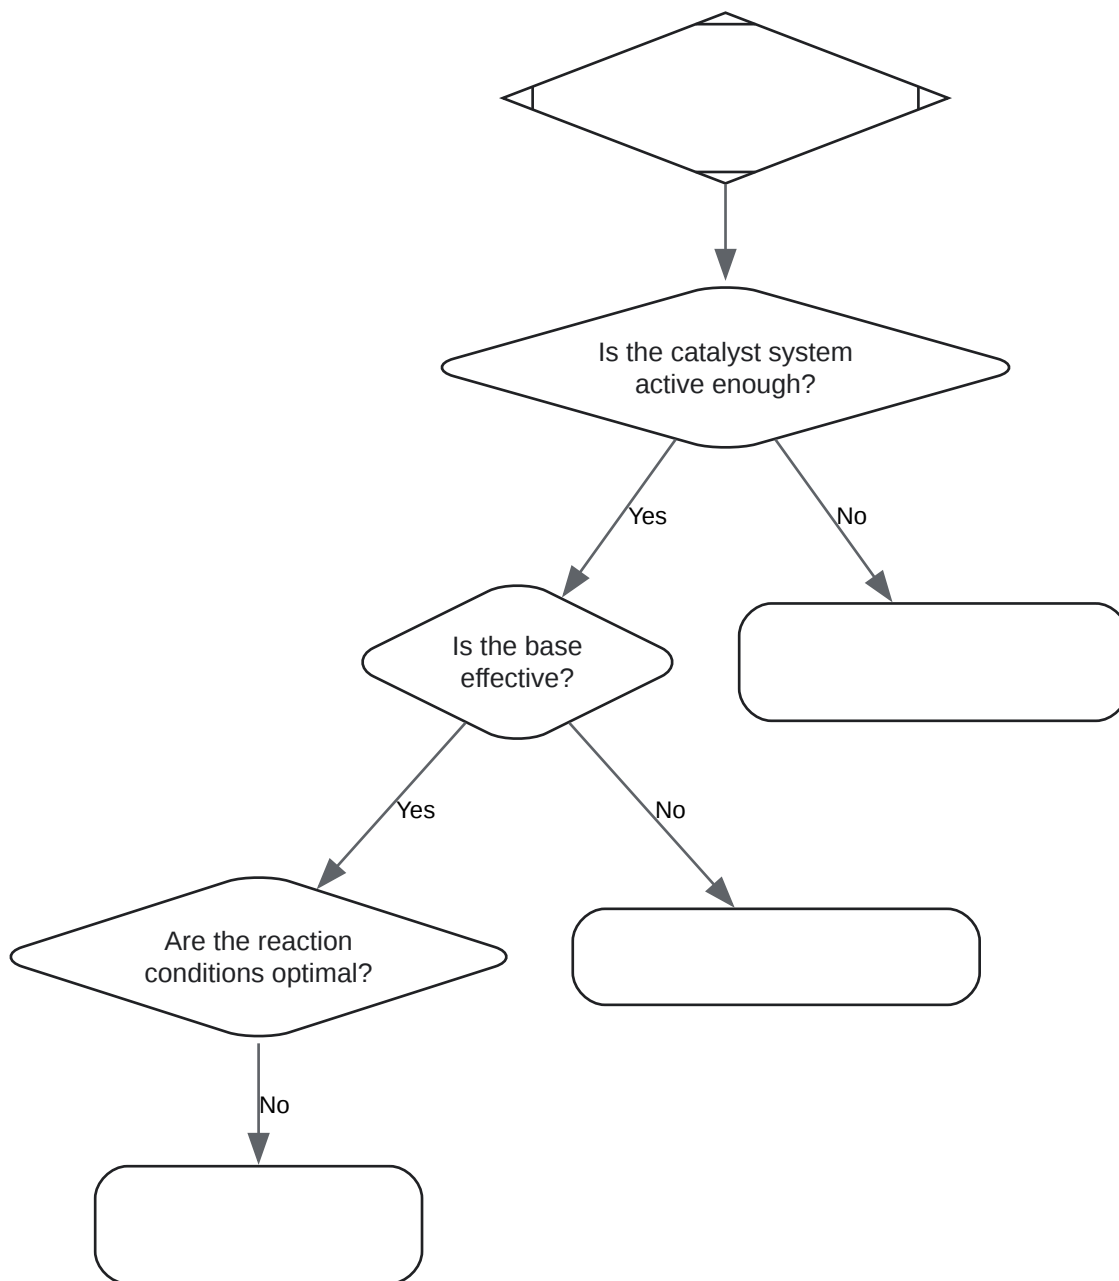 Is the catalyst system
active enough?
Yes
No
Is the base
effective?
Yes
No
Are the reaction
conditions optimal?
No